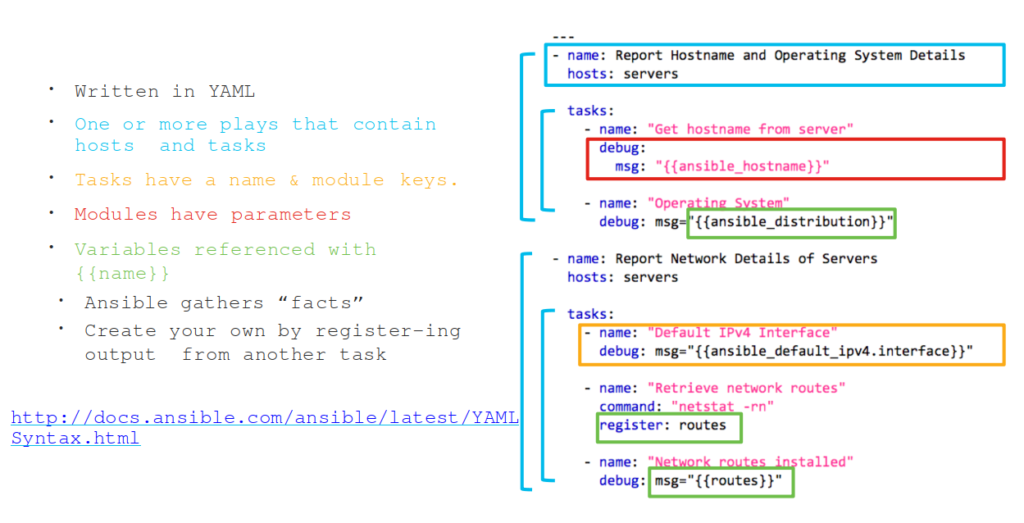 Written in YAML
One or more plays that contain
hosts and tasks
Tasks have a name & module keys.
Modules have parameters
Variables referenced with
{{name}}
Ansible gathers “facts”
Create your own by register-ing
output from another task
http://docs.ansible.com/ansible/latest/YAML
Syntax.html
---
- name: Report Hostname and Operating System Details
hosts: servers
tasks:
- name: "Get hostname from server"
debug:
msg: "{{ansible_hostname}}"
- name: "Operating System"
debug: msg="{{ansible_distribution}}"
- name: Report Network Details of Servers
hosts: servers
tasks:
- name: "Default IPv4 Interface"
debug: msg="{{ansible_default_ipv4.interface}}"
- name: "Retrieve network routes"
command: "netstat -rn"
register: routes
- name: "Network routes installed"
debug: msg="{{routes}}"